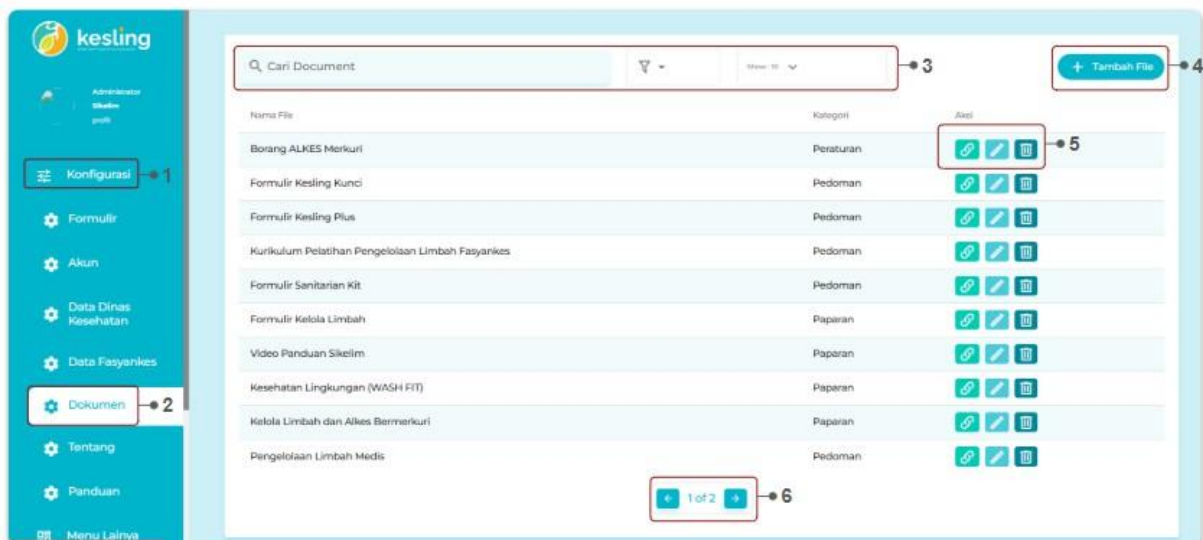 kesling
Administrator
Sikelim
profil
Konfigurasi
1
Formulir
Akun
Data Dinas
Kesehatan
Data Fasyankes
Dokumen
2
Tentang
Panduan
Menu Lainya
Cari Document
Show: 10
3
+ Tambah File
4
Nama File Kategori Aksi
Borang ALKES Merkuri Peraturan
5
Formulir Kesling Kunci Pedoman
Formulir Kesling Plus Pedoman
Kurikulum Pelatihan Pengelolaan Limbah Fasyankes Pedoman
Formulir Sanitarian Kit Pedoman
Formulir Kelola Limbah Paparan
Video Panduan Sikelim Paparan
Kesehatan Lingkungan (WASH FIT) Paparan
Kelola Limbah dan Alkes Bermerkuri Paparan
Pengelolaan Limbah Medis Pedoman
1 of 2
6